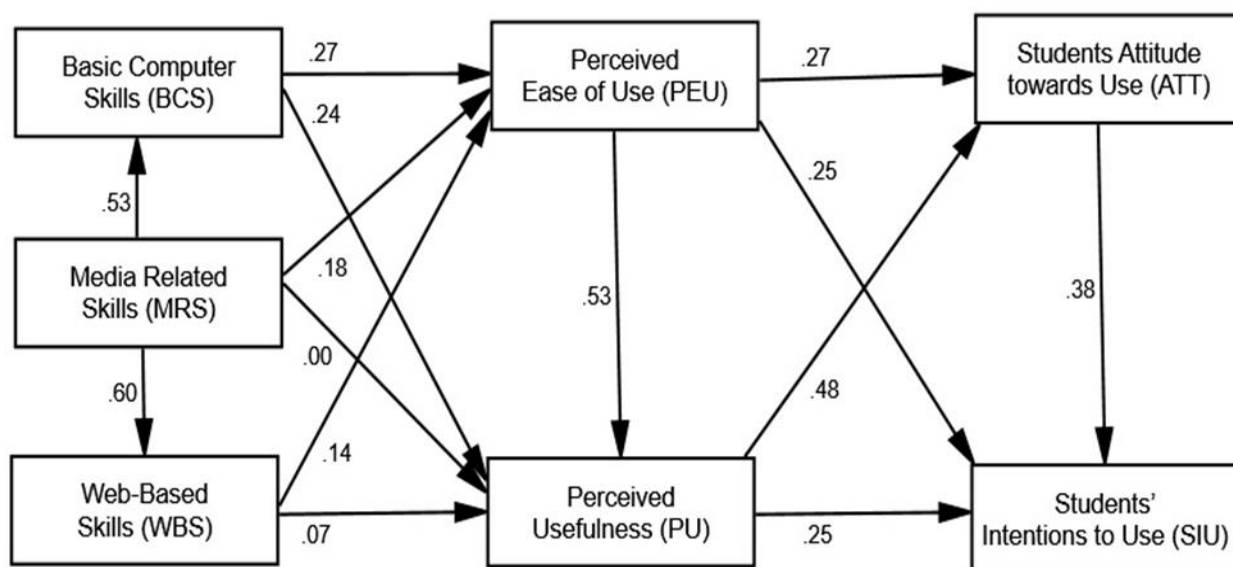 Basic Computer
Skills (BCS)
.27
Perceived
Ease of Use (PEU)
.27
Students Attitude
towards Use (ATT)
.24
.25
.53
Media Related
Skills (MRS)
.18
.53
.38
.00
.60
.48
.14
Web-Based
Skills (WBS)
.07
Perceived
Usefulness (PU)
.25
Students’
Intentions to Use (SIU)